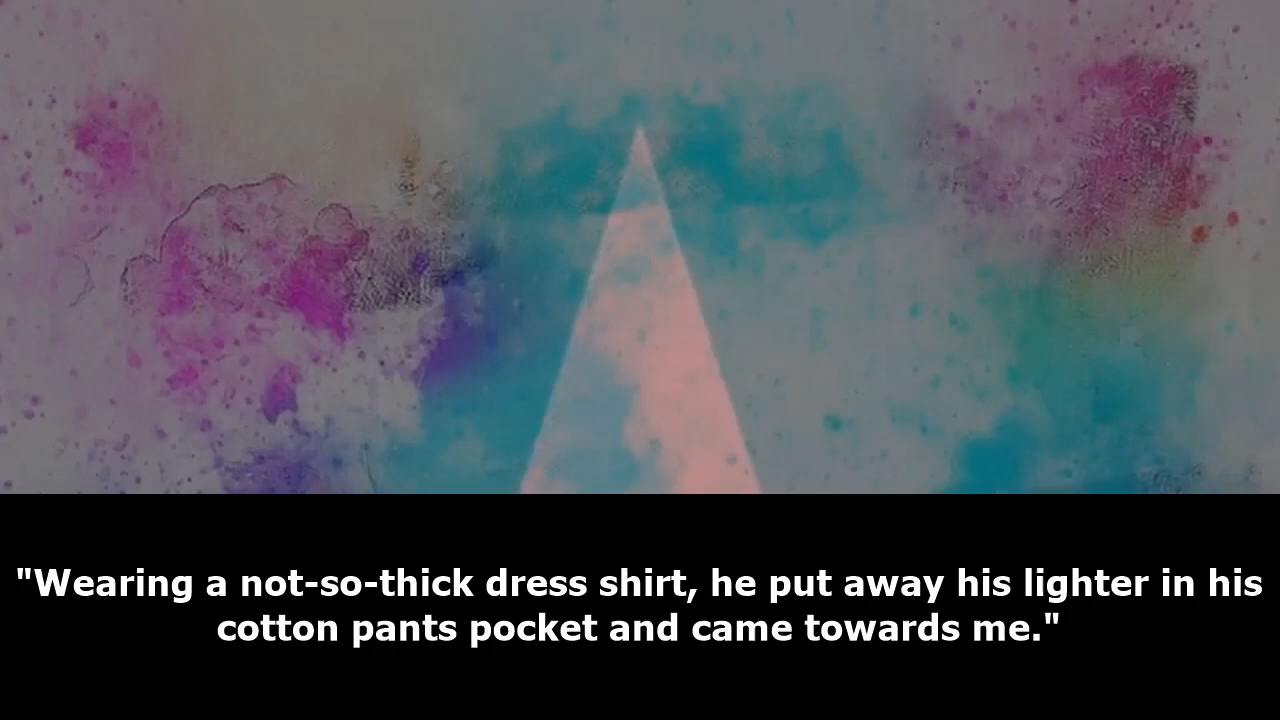 "Wearing a not-so-thick dress shirt, he put away his lighter in his
cotton pants pocket and came towards me."